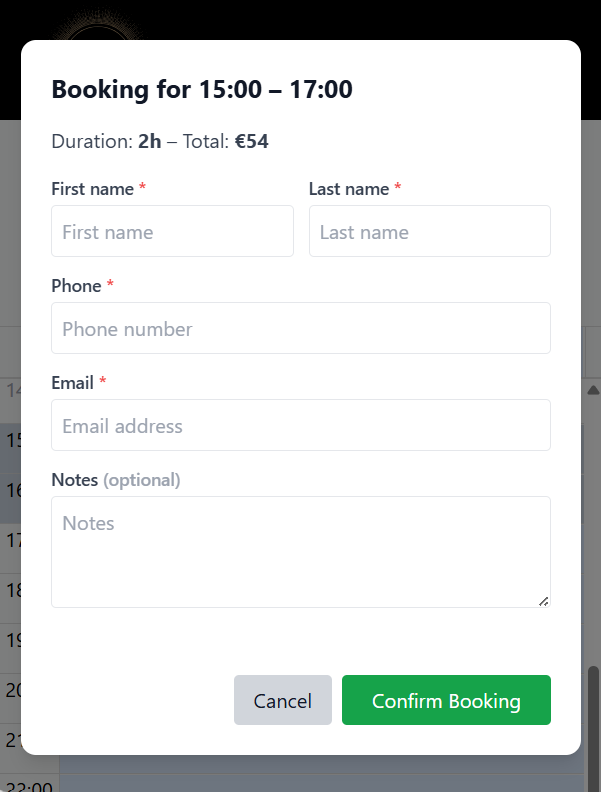 Booking for 15:00 – 17:00
Duration: 2h – Total: €54
First name * Last name *
First name Last name
Phone *
Phone number
Email *
Email address
Notes (optional)
Notes
Cancel Confirm Booking
14
15
16
17
18
19
20
21
22:00